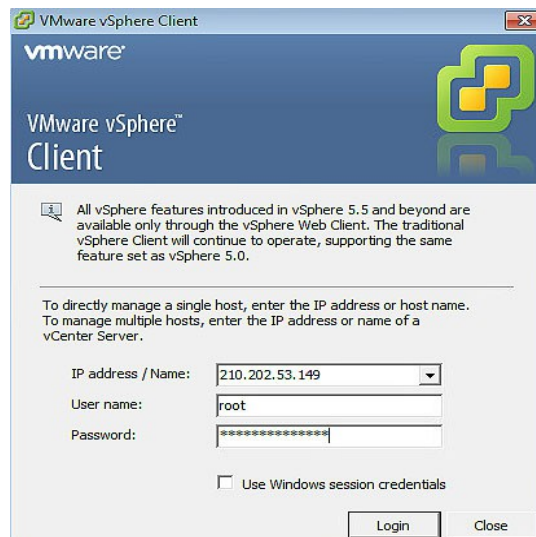 VMware vSphere Client
vmware®
VMware vSphere™
Client
All vSphere features introduced in vSphere 5.5 and beyond are
available only through the vSphere Web Client. The traditional
vSphere Client will continue to operate, supporting the same
feature set as vSphere 5.0.
To directly manage a single host, enter the IP address or host name.
To manage multiple hosts, enter the IP address or name of a
vCenter Server.
IP address / Name: 210.202.53.149
User name: root
Password: **************
Use Windows session credentials
Login Close